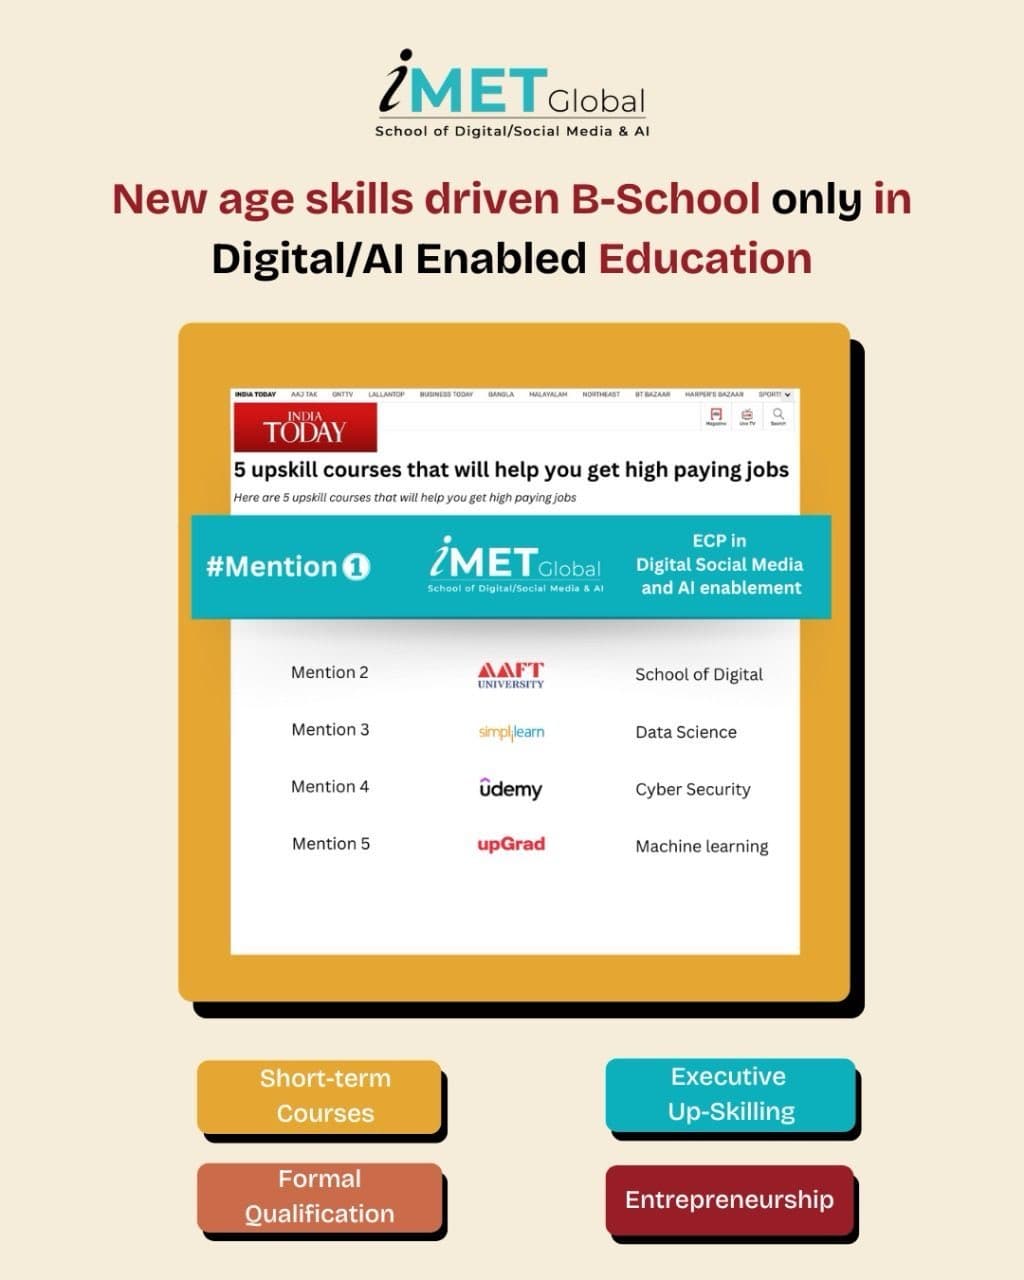 iMET Global
School of Digital/Social Media & AI
New age skills driven B-School only in
Digital/AI Enabled Education
INDIA TODAY AAJ TAK GNTTV LALLANTOP BUSINESS TODAY BANGLA MALAYALAM NORTHEAST BT BAZAAR HARPER'S BAZAAR SPORTS
INDIA
TODAY
Magazine Live TV Search
5 upskill courses that will help you get high paying jobs
Here are 5 upskill courses that will help you get high paying jobs
#Mention 1
iMET Global
School of Digital/Social Media & AI
ECP in
Digital Social Media
and AI enablement
Mention 2 AAFT UNIVERSITY School of Digital
Mention 3 simplilearn Data Science
Mention 4 udemy Cyber Security
Mention 5 upGrad Machine learning
Short-term
Courses
Executive
Up-Skilling
Formal
Qualification
Entrepreneurship